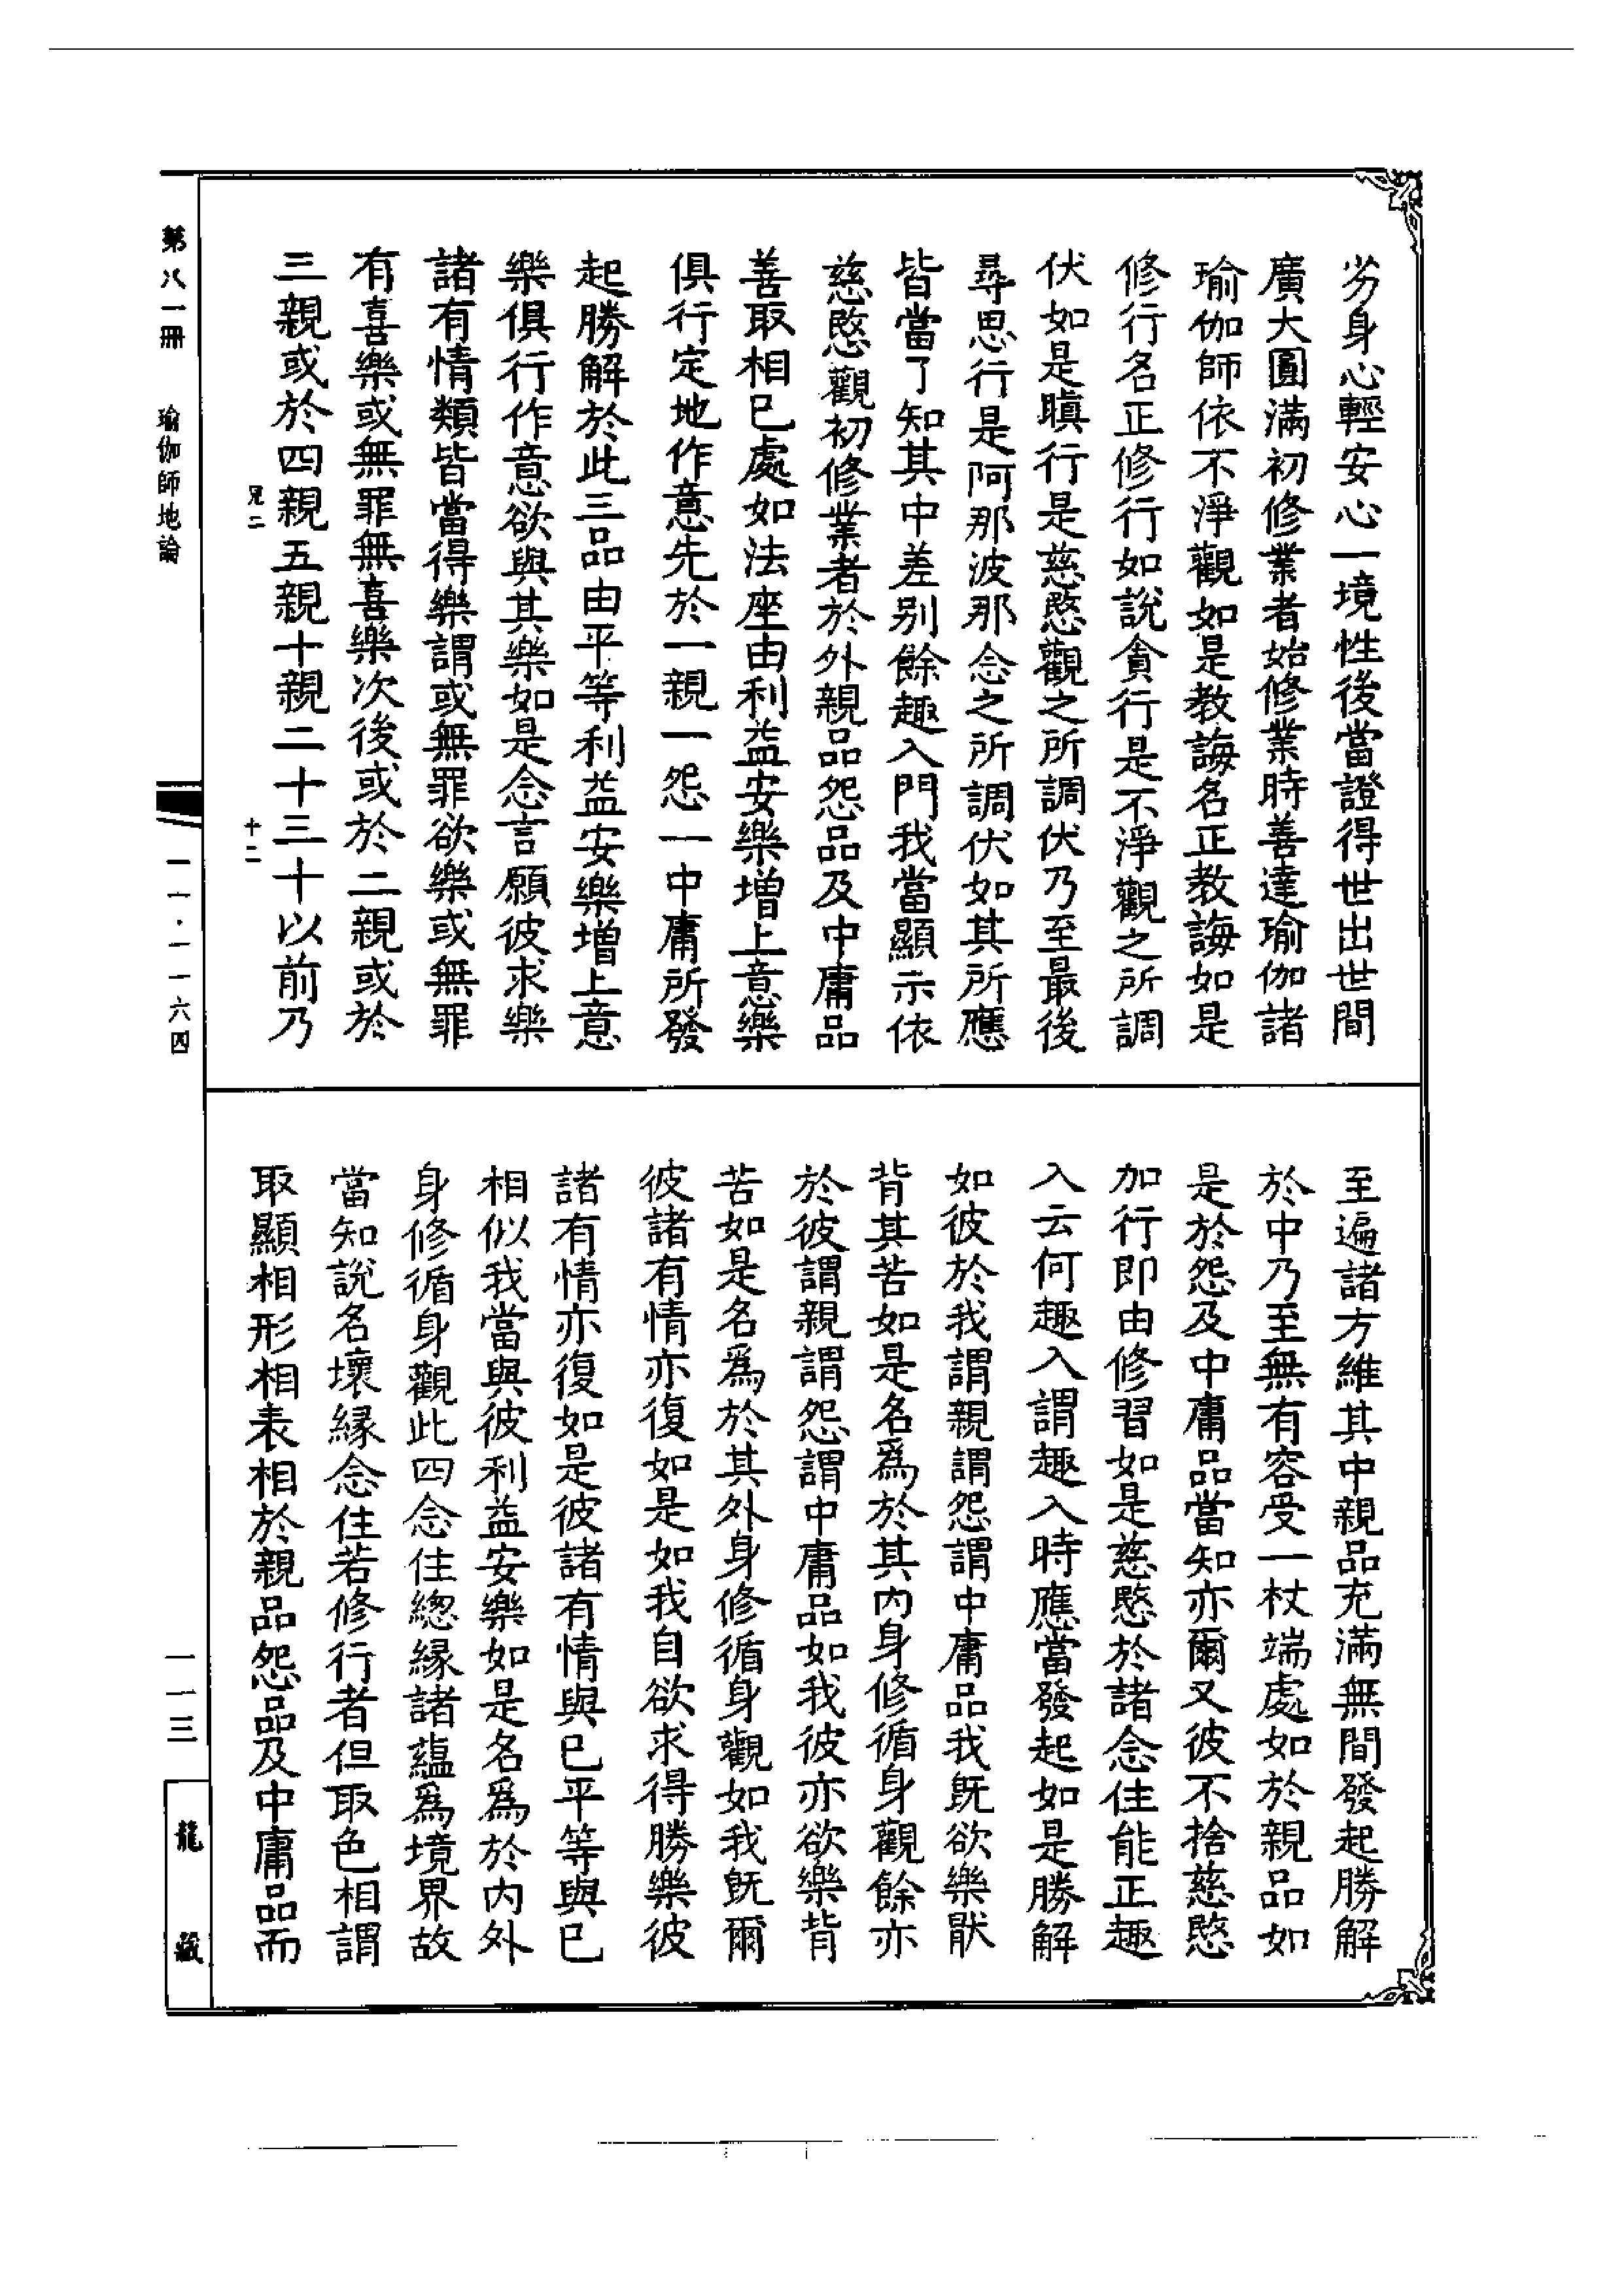 劣身心輕安心一境性後當證得世出世間
廣大圓滿初修業者始修業時善達瑜伽諸
瑜伽師依不淨觀如是教誨名正教誨如是
修行名正修行如說貪行是不淨觀之所調
伏如是瞋行是慈愍觀之所調伏乃至最後
尋思行是阿那波那念之所調伏如其所應
皆當了知其中差別餘趣入門我當顯示依
慈愍觀初修業者於外親品怨品及中庸品
善取相已處如法座由利益安樂增上意樂
俱行定地作意先於一親一怨一中庸所發
起勝解於此三品由平等利益安樂增上意
樂俱行作意欲與其樂如是念言願彼求樂
諸有情類皆當得樂謂或無罪欲樂或無罪
有喜樂或無罪無喜樂次後或於二親或於
三親或於四親五親十親二十三十以前乃
兄二 十二
第八一冊 瑜伽師地論 一一·一一六四
至遍諸方維其中親品充滿無間發起勝解
於中乃至無有容受一杖端處如於親品如
是於怨及中庸品當知亦爾又彼不捨慈愍
加行即由修習如是慈愍於諸念住能正趣
入云何趣入謂趣入時應當發起如是勝解
如彼於我謂親謂怨謂中庸品我既欲樂厭
背其苦如是名爲於其內身修循身觀餘亦
於彼謂親謂怨謂中庸品如我彼亦欲樂背
苦如是名爲於其外身修循身觀如我既爾
彼諸有情亦復如是如我自欲求得勝樂彼
諸有情亦復如是彼諸有情與己平等與己
相似我當與彼利益安樂如是名爲於內外
身修循身觀此四念住總緣諸蘊爲境界故
當知說名壞緣念住若修行者但取色相謂
取顯相形相表相於親品怨品及中庸品而
一一三 龍藏